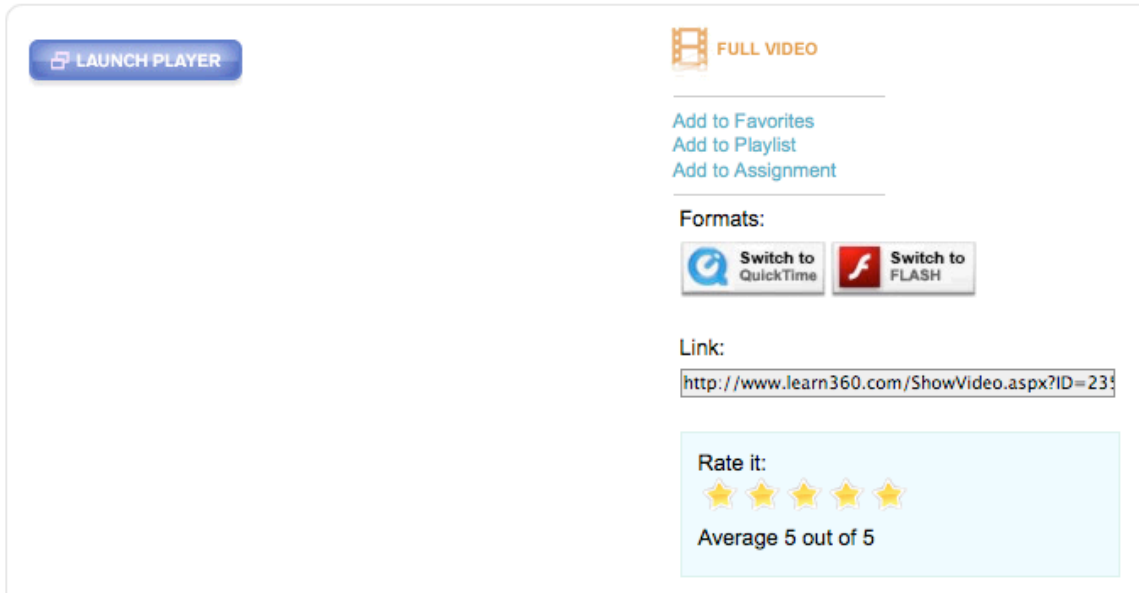 LAUNCH PLAYER
FULL VIDEO
Add to Favorites
Add to Playlist
Add to Assignment
Formats:
Switch to QuickTime
Switch to FLASH
Link:
http://www.learn360.com/ShowVideo.aspx?ID=235
Rate it:
Average 5 out of 5